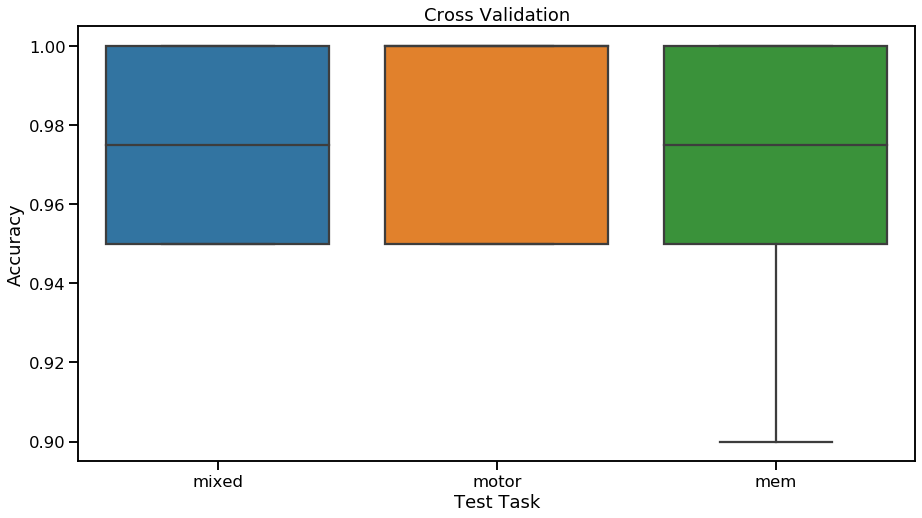 Cross Validation
1.00
0.98
0.96
0.94
0.92
0.90
Accuracy
mixed
motor
mem
Test Task